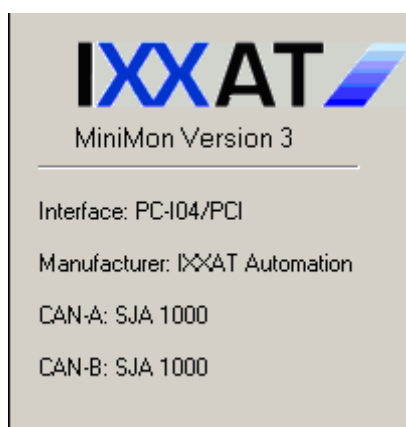 IXXAT
MiniMon Version 3
Interface: PC-I04/PCI
Manufacturer: IXXAT Automation
CAN-A: SJA 1000
CAN-B: SJA 1000